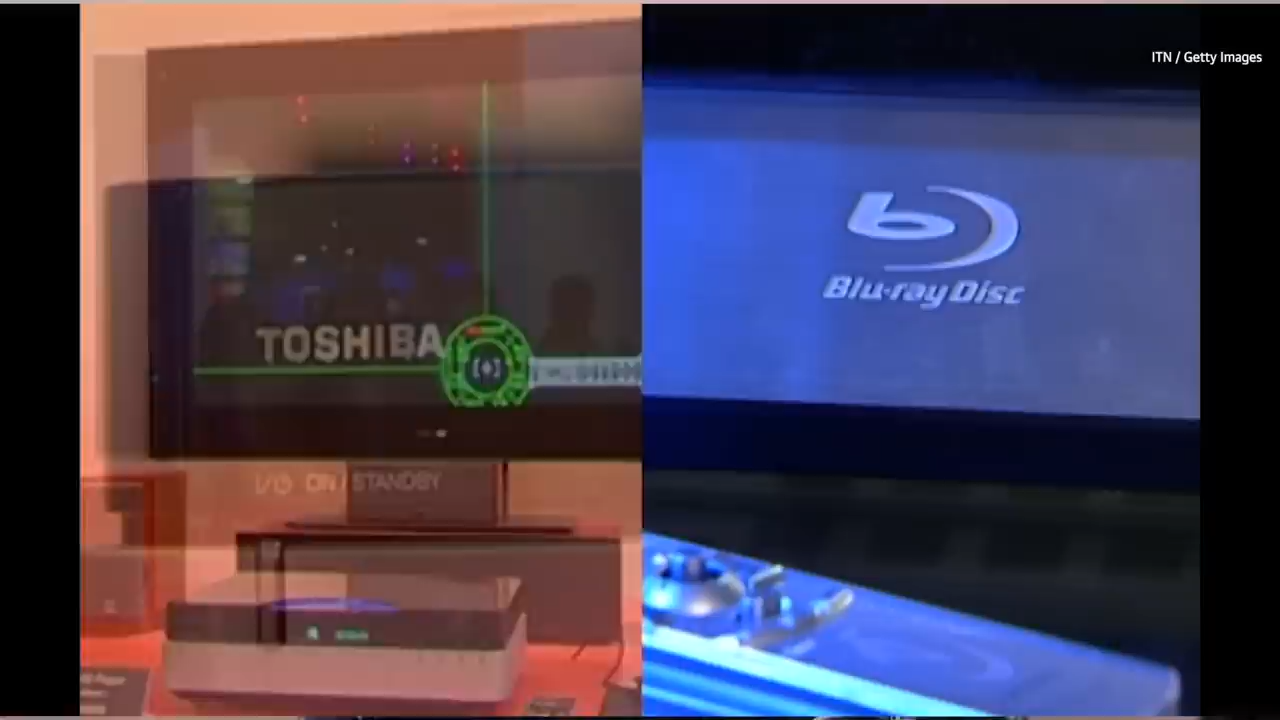 ITN / Getty Images
TOSHIBA
I/⏻ ON / STANDBY
Blu-ray Disc